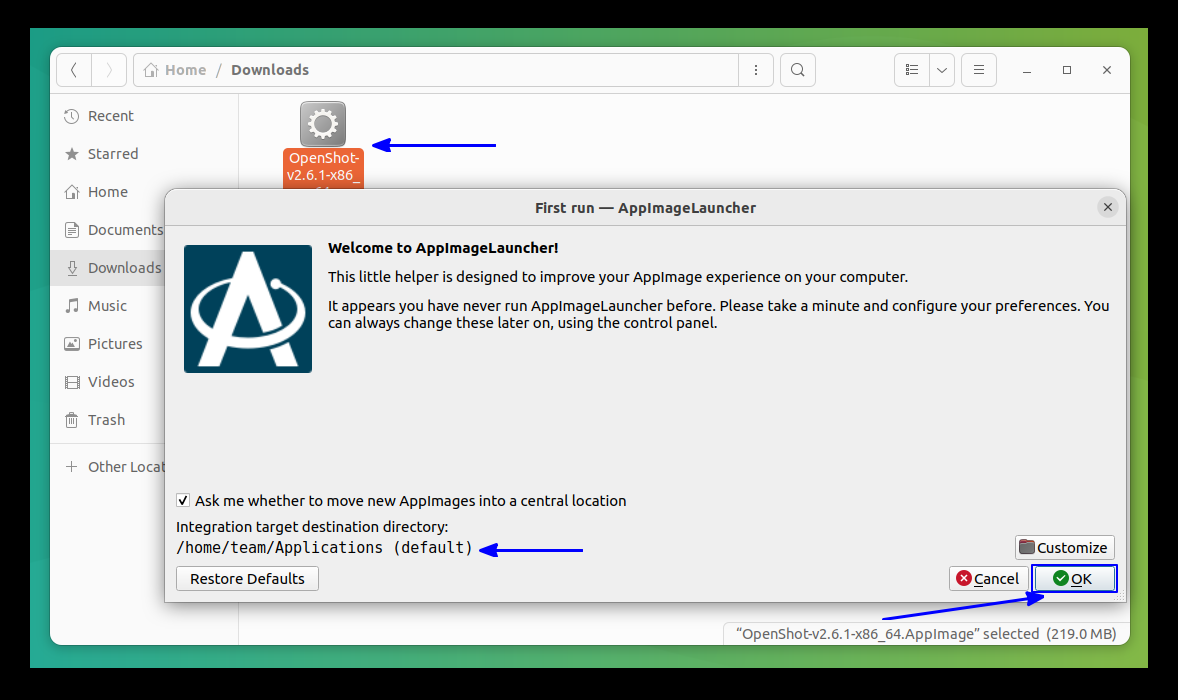 Home / Downloads
Recent
Starred
Home
Documents
Downloads
Music
Pictures
Videos
Trash
Other Locat
OpenShot-
v2.6.1-x86_
First run — AppImageLauncher
Welcome to AppImageLauncher!
This little helper is designed to improve your AppImage experience on your computer.
It appears you have never run AppImageLauncher before. Please take a minute and configure your preferences. You
can always change these later on, using the control panel.
Ask me whether to move new AppImages into a central location
Integration target destination directory:
/home/team/Applications (default)
Customize
Restore Defaults
Cancel
OK
“OpenShot-v2.6.1-x86_64.AppImage” selected (219.0 MB)